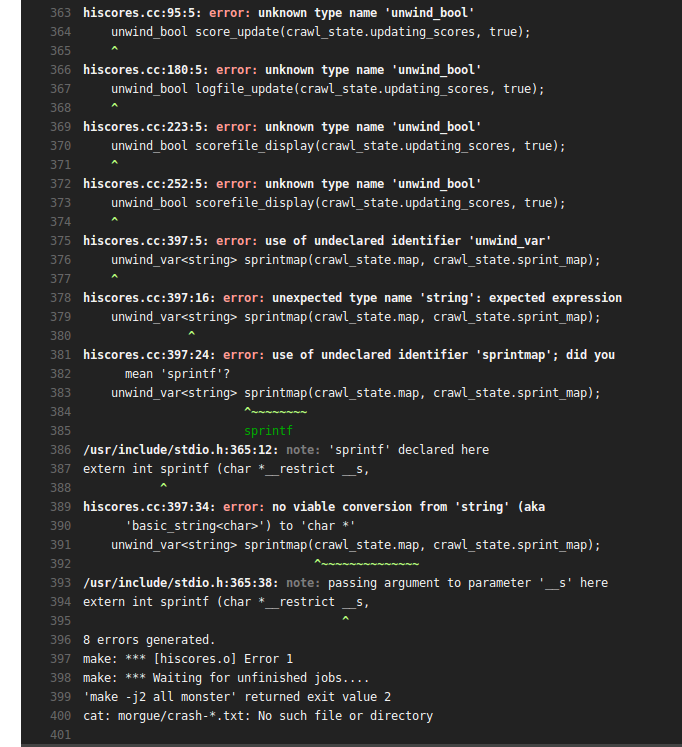 363 hiscores.cc:95:5: error: unknown type name 'unwind_bool'
364     unwind_bool score_update(crawl_state.updating_scores, true);
365     ^
366 hiscores.cc:180:5: error: unknown type name 'unwind_bool'
367     unwind_bool logfile_update(crawl_state.updating_scores, true);
368     ^
369 hiscores.cc:223:5: error: unknown type name 'unwind_bool'
370     unwind_bool scorefile_display(crawl_state.updating_scores, true);
371     ^
372 hiscores.cc:252:5: error: unknown type name 'unwind_bool'
373     unwind_bool scorefile_display(crawl_state.updating_scores, true);
374     ^
375 hiscores.cc:397:5: error: use of undeclared identifier 'unwind_var'
376     unwind_var<string> sprintmap(crawl_state.map, crawl_state.sprint_map);
377     ^
378 hiscores.cc:397:16: error: unexpected type name 'string': expected expression
379     unwind_var<string> sprintmap(crawl_state.map, crawl_state.sprint_map);
380                ^
381 hiscores.cc:397:24: error: use of undeclared identifier 'sprintmap'; did you
382       mean 'sprintf'?
383     unwind_var<string> sprintmap(crawl_state.map, crawl_state.sprint_map);
384                        ^~~~~~~~~
385                        sprintf
386 /usr/include/stdio.h:365:12: note: 'sprintf' declared here
387 extern int sprintf (char *__restrict __s,
388            ^
389 hiscores.cc:397:34: error: no viable conversion from 'string' (aka
390       'basic_string<char>') to 'char *'
391     unwind_var<string> sprintmap(crawl_state.map, crawl_state.sprint_map);
392                                  ^~~~~~~~~~~~~~~
393 /usr/include/stdio.h:365:38: note: passing argument to parameter '__s' here
394 extern int sprintf (char *__restrict __s,
395                                      ^
396 8 errors generated.
397 make: *** [hiscores.o] Error 1
398 make: *** Waiting for unfinished jobs....
399 'make -j2 all monster' returned exit value 2
400 cat: morgue/crash-*.txt: No such file or directory
401